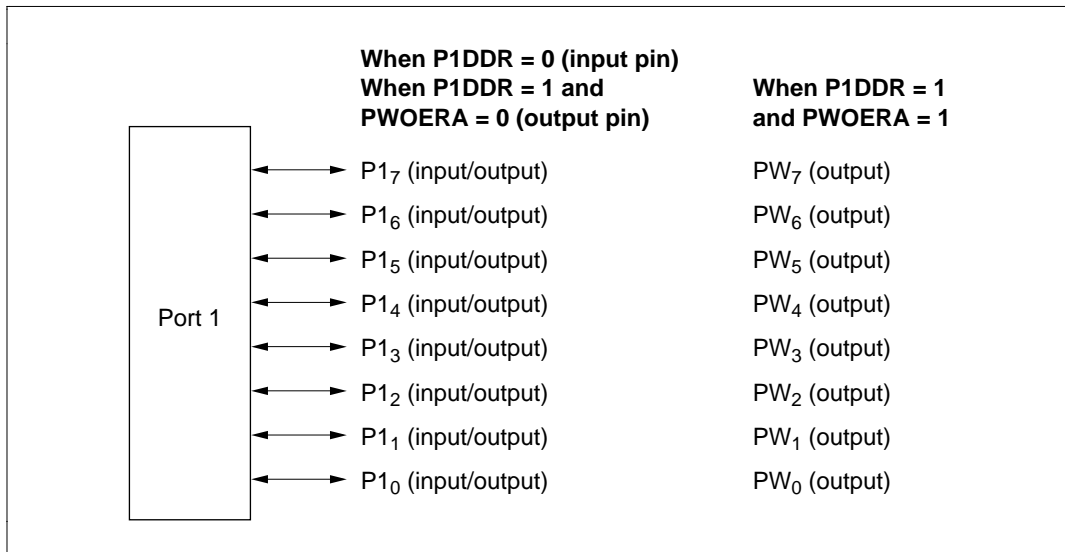 When P1DDR = 0 (input pin)
When P1DDR = 1 and
PWOERA = 0 (output pin)
When P1DDR = 1
and PWOERA = 1
Port 1
P1₇ (input/output) PW₇ (output)
P1₆ (input/output) PW₆ (output)
P1₅ (input/output) PW₅ (output)
P1₄ (input/output) PW₄ (output)
P1₃ (input/output) PW₃ (output)
P1₂ (input/output) PW₂ (output)
P1₁ (input/output) PW₁ (output)
P1₀ (input/output) PW₀ (output)